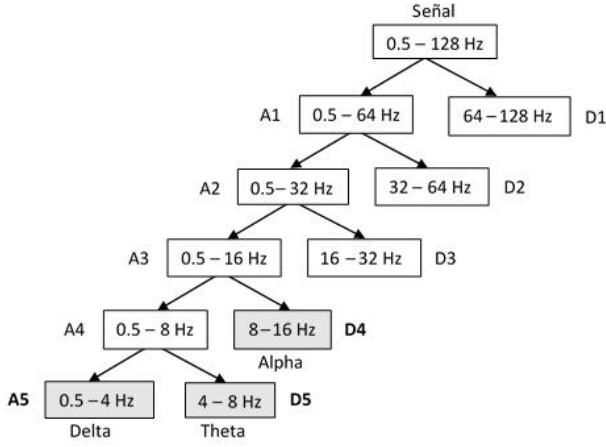 Señal
0.5 – 128 Hz
A1 0.5 – 64 Hz 64 – 128 Hz D1
A2 0.5– 32 Hz 32 – 64 Hz D2
A3 0.5 – 16 Hz 16 – 32 Hz D3
A4 0.5 – 8 Hz 8 – 16 Hz D4
Alpha
A5 0.5 – 4 Hz 4 – 8 Hz D5
Delta Theta